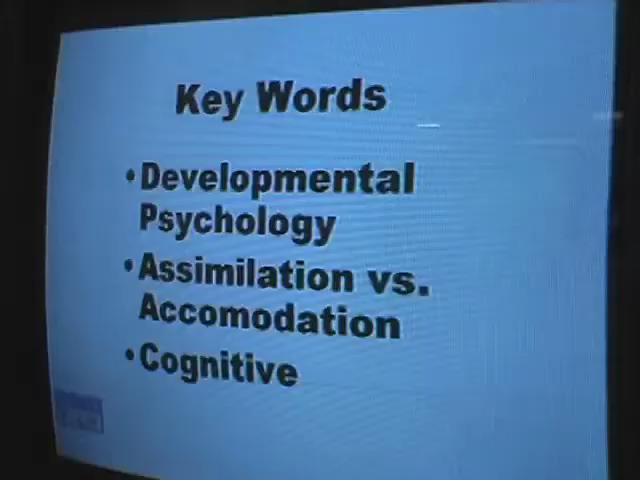 Key Words
•Developmental
Psychology
•Assimilation vs.
Accomodation
•Cognitive